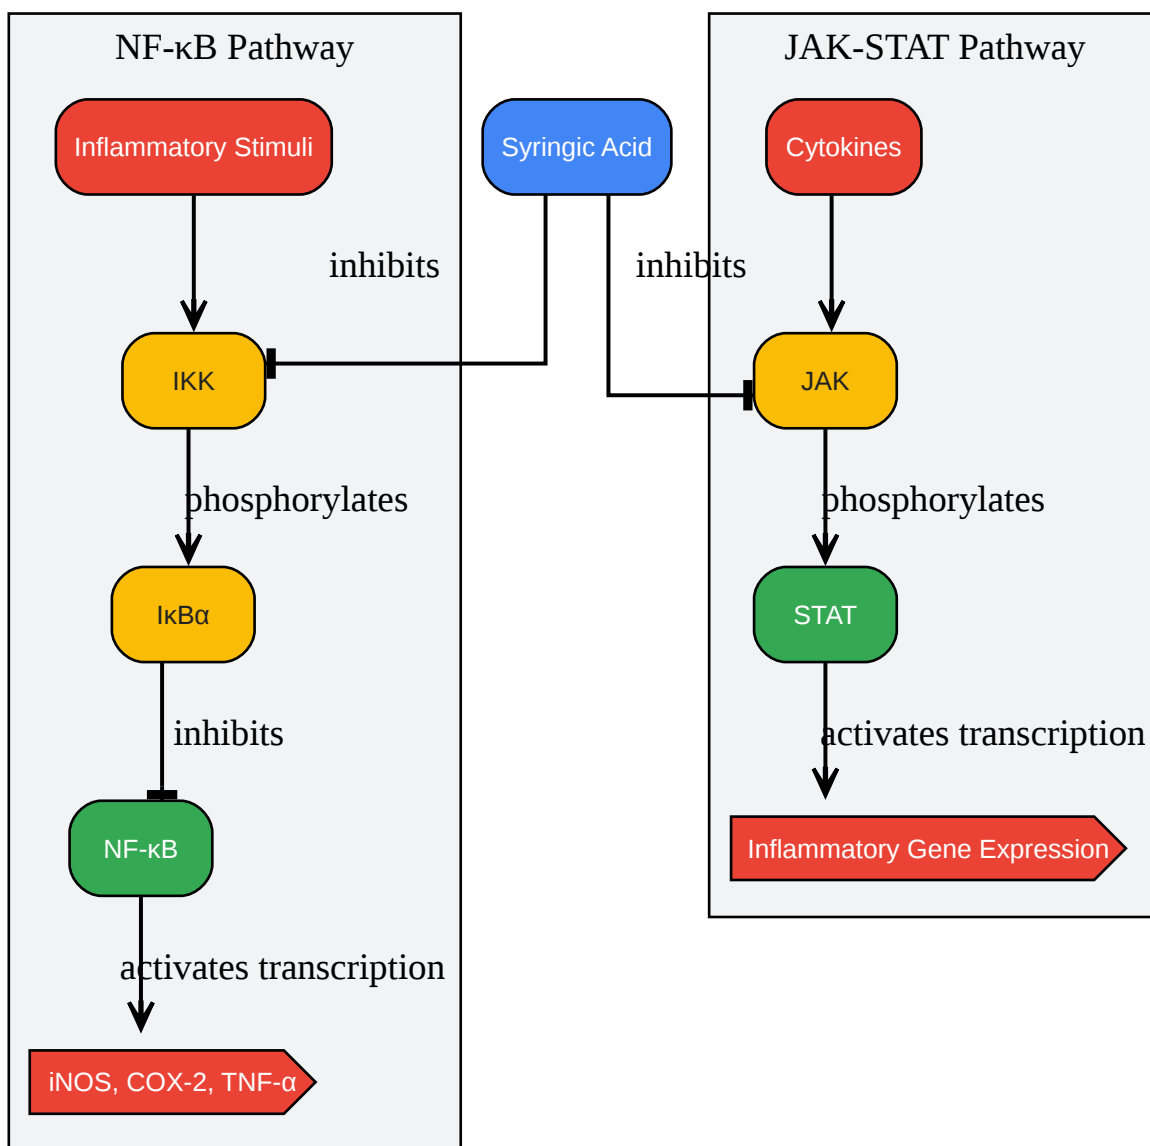 NF-κB Pathway
JAK-STAT Pathway
Inflammatory Stimuli
Syringic Acid
Cytokines
inhibits
inhibits
IKK
JAK
phosphorylates
phosphorylates
IκBα
STAT
inhibits
activates transcription
NF-κB
Inflammatory Gene Expression
activates transcription
iNOS, COX-2, TNF-α